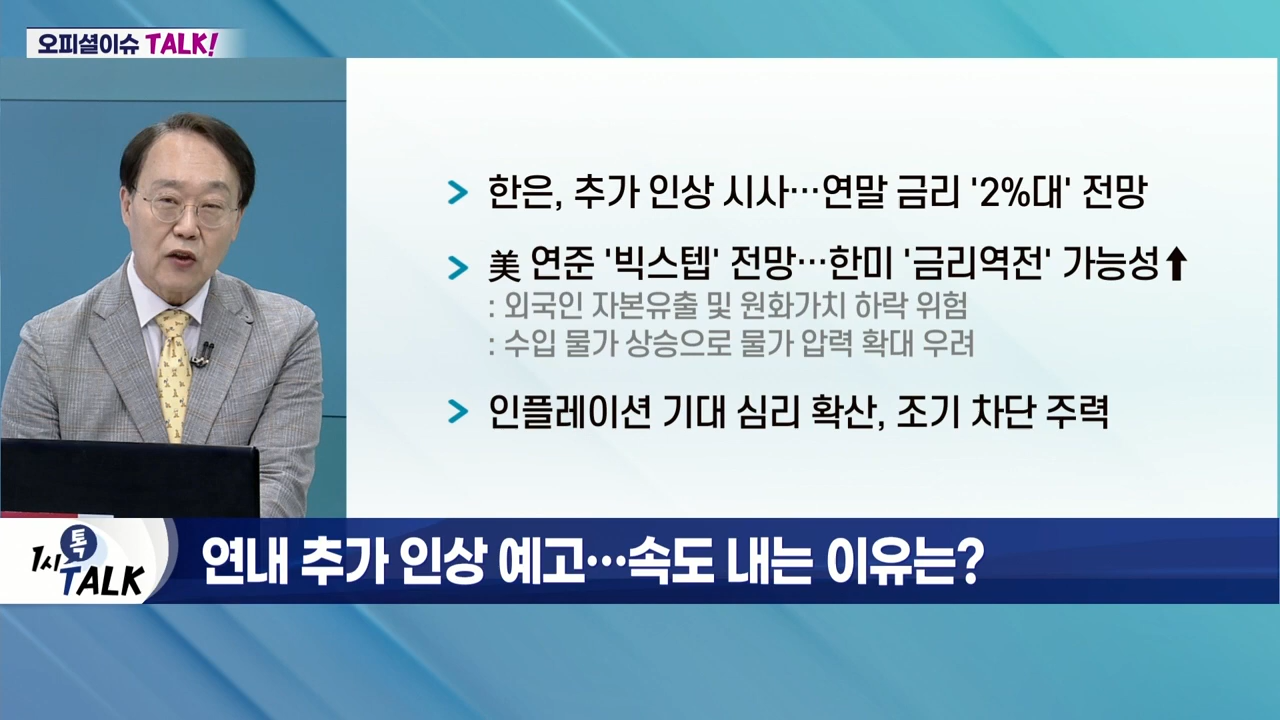 오피셜이슈 TALK!
한은, 추가 인상 시사…연말 금리 '2%대' 전망
美 연준 '빅스텝' 전망…한미 '금리역전' 가능성⬆
: 외국인 자본유출 및 원화가치 하락 위험
: 수입 물가 상승으로 물가 압력 확대 우려
인플레이션 기대 심리 확산, 조기 차단 주력
1시 톡 TALK
연내 추가 인상 예고…속도 내는 이유는?